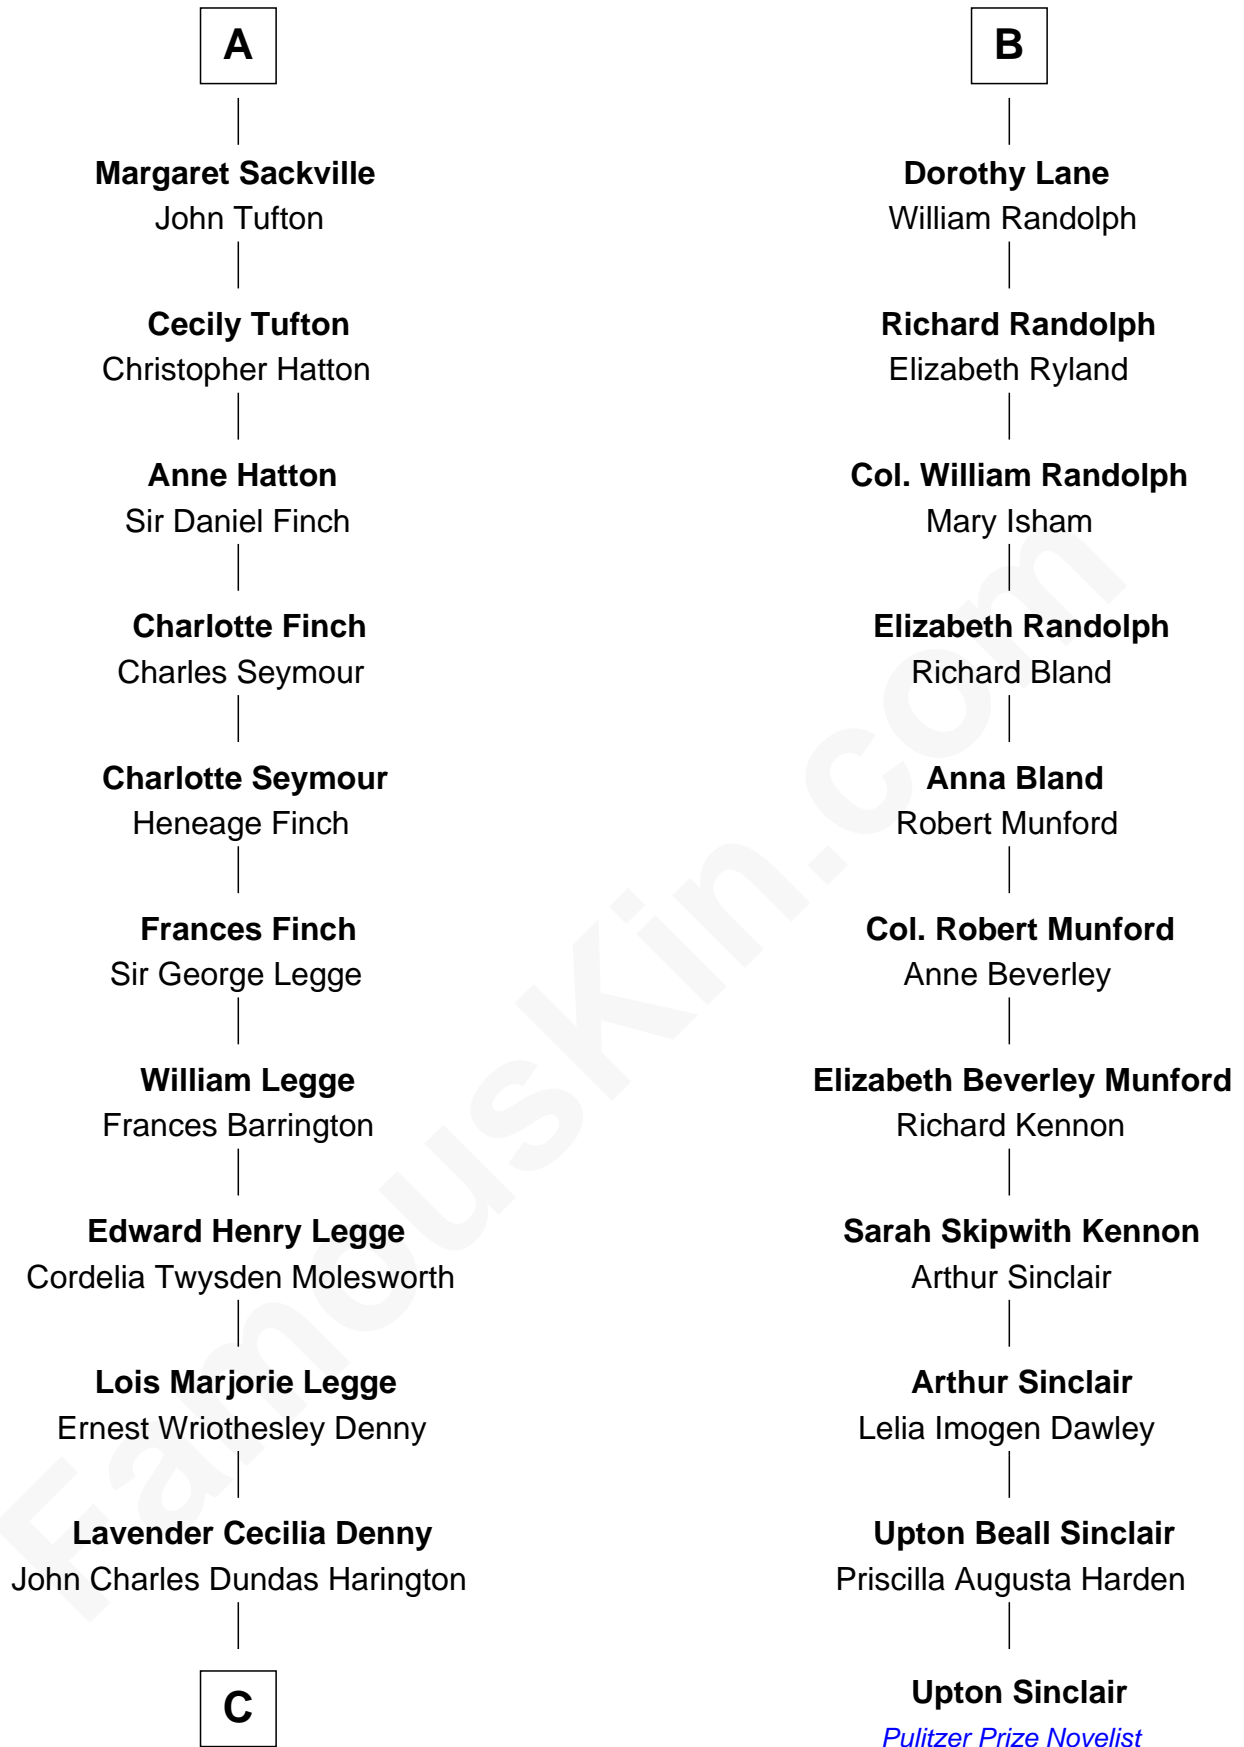 A
Margaret Sackville
John Tufton
Cecily Tufton
Christopher Hatton
Anne Hatton
Sir Daniel Finch
Charlotte Finch
Charles Seymour
Charlotte Seymour
Heneage Finch
Frances Finch
Sir George Legge
William Legge
Frances Barrington
Edward Henry Legge
Cordelia Twysden Molesworth
Lois Marjorie Legge
Ernest Wriothesley Denny
Lavender Cecilia Denny
John Charles Dundas Harington
C
B
Dorothy Lane
William Randolph
Richard Randolph
Elizabeth Ryland
Col. William Randolph
Mary Isham
Elizabeth Randolph
Richard Bland
Anna Bland
Robert Munford
Col. Robert Munford
Anne Beverley
Elizabeth Beverley Munford
Richard Kennon
Sarah Skipwith Kennon
Arthur Sinclair
Arthur Sinclair
Lelia Imogen Dawley
Upton Beall Sinclair
Priscilla Augusta Harden
Upton Sinclair
Pulitzer Prize Novelist
FamousKin.com